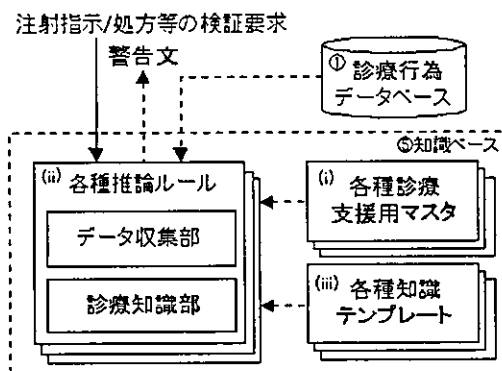 注射指示/処方等の検証要求
警告文
① 診療行為
データベース
⑤知識ベース
(ii) 各種推論ルール
データ収集部
診療知識部
(i) 各種診療
支援用マスタ
(iii) 各種知識
テンプレート